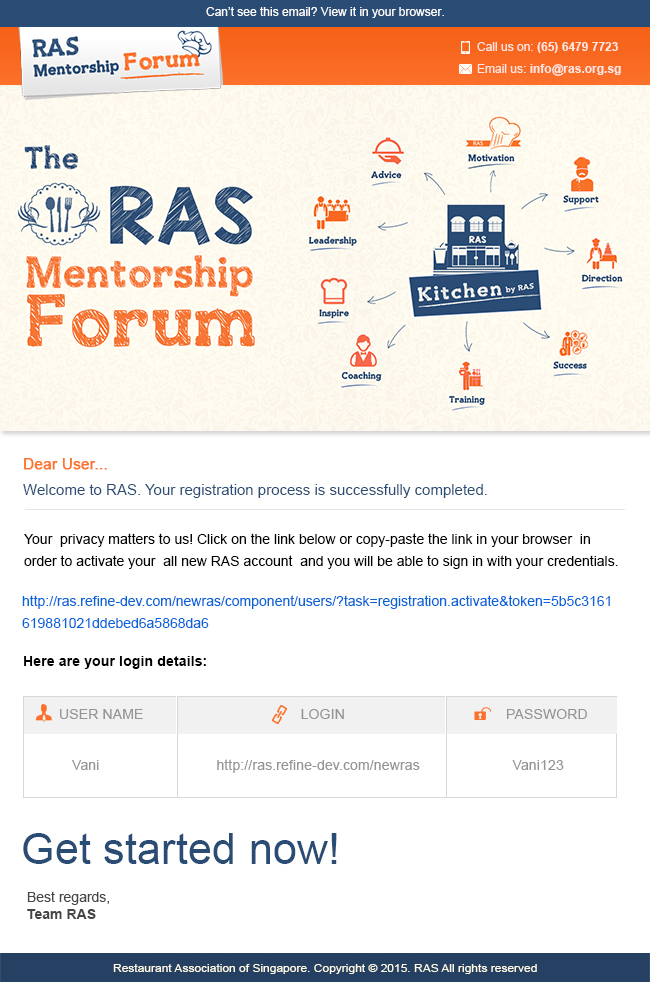 Can't see this email? View it in your browser.
RAS
Mentorship Forum
Call us on: (65) 6479 7723
Email us: info@ras.org.sg
The
RAS
Mentorship
Forum
Advice
RAS
Motivation
Support
Leadership
RAS
Direction
Kitchen by RAS
Inspire
Success
Coaching
Training
Dear User...
Welcome to RAS. Your registration process is successfully completed.
Your  privacy matters to us! Click on the link below or copy-paste the link in your browser  in
order to activate your  all new RAS account  and you will be able to sign in with your credentials.
http://ras.refine-dev.com/newras/component/users/?task=registration.activate&token=5b5c3161
619881021ddebed6a5868da6
Here are your login details:
USER NAME LOGIN PASSWORD
Vani http://ras.refine-dev.com/newras Vani123
Get started now!
Best regards,
Team RAS
Restaurant Association of Singapore. Copyright © 2015. RAS All rights reserved